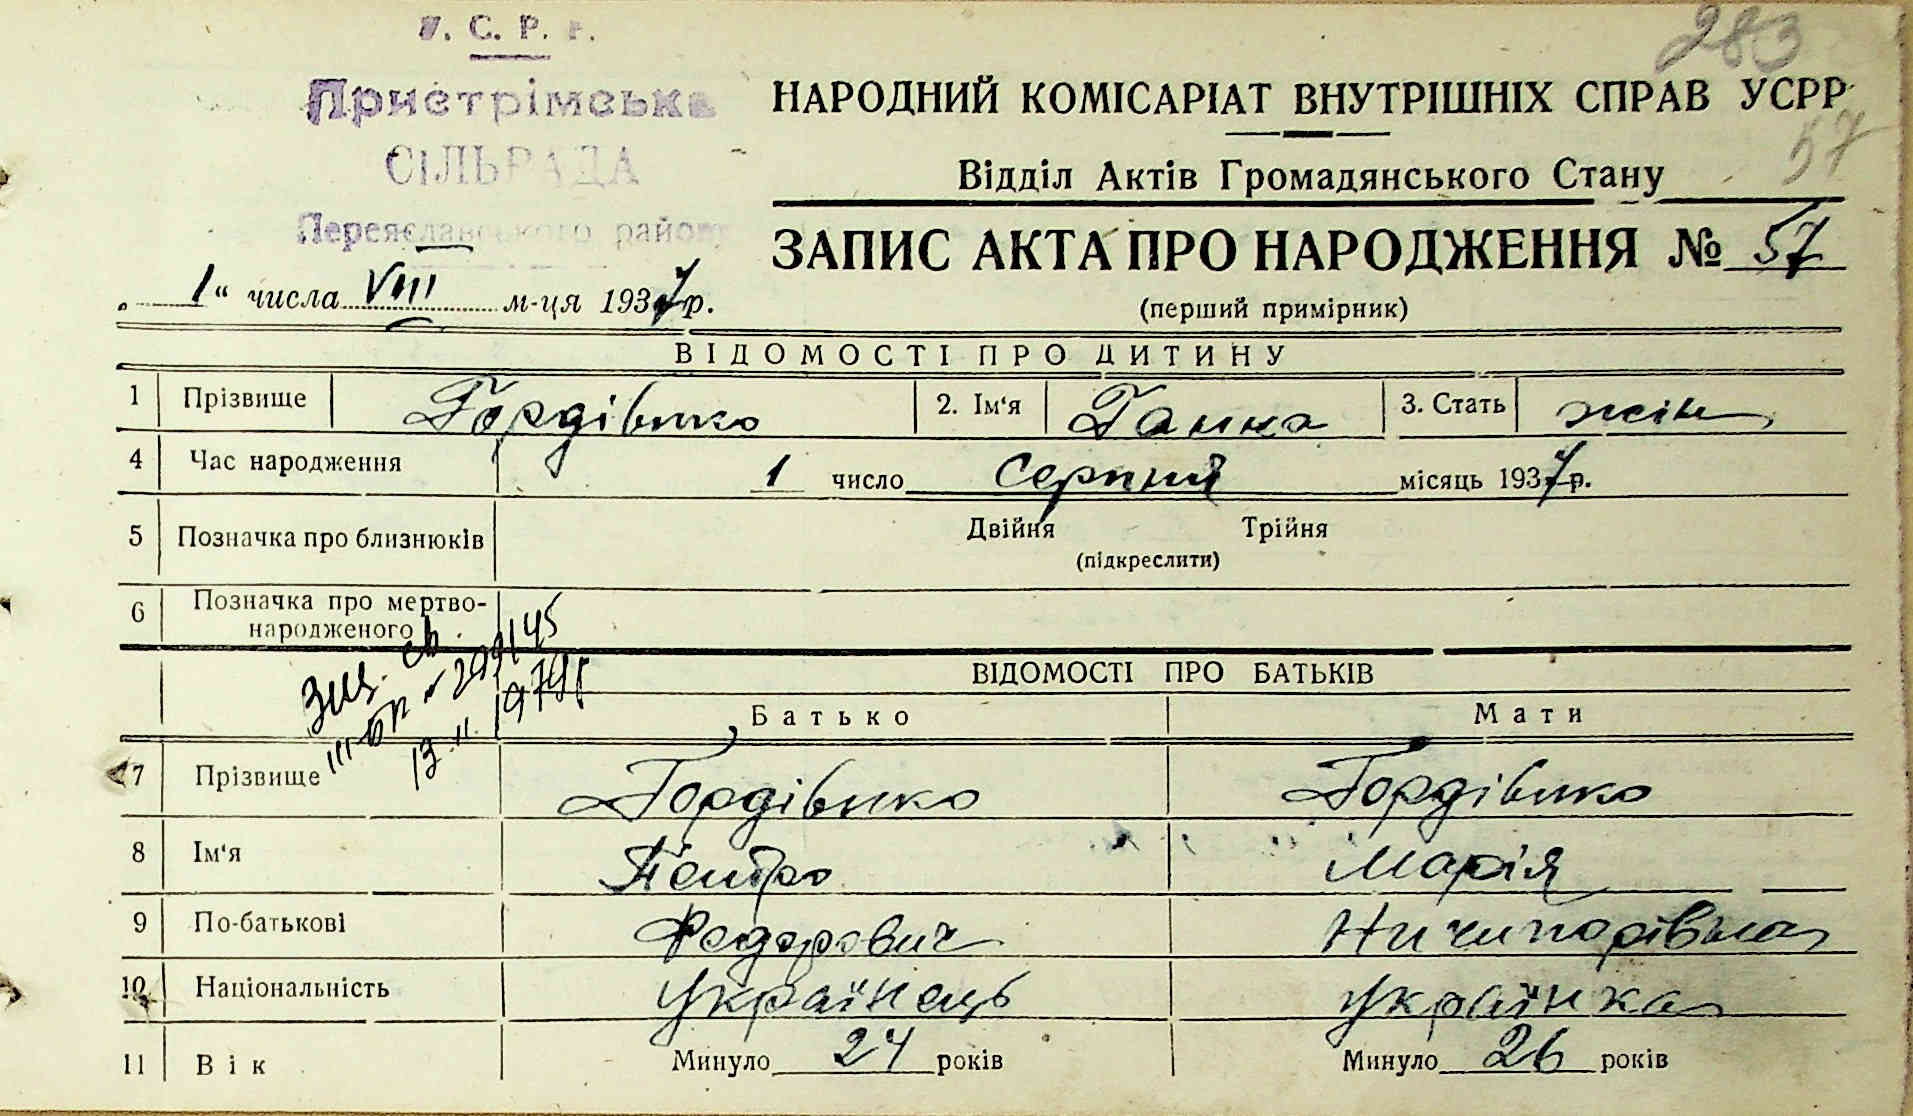 У. С. Р. Р.
283
Пристрімська
НАРОДНИЙ КОМІСАРІАТ ВНУТРІШНІХ СПРАВ УСРР
57
СІЛЬРАДА
Відділ Актів Громадянського Стану
Переяславського району
ЗАПИС АКТА ПРО НАРОДЖЕННЯ № 57
„1“ числа VIII м-ця 1937 р.
(перший примірник)
ВІДОМОСТІ ПРО ДИТИНУ
1 Прізвище Гордієнко 2. Ім‘я Ганна 3. Стать жін
4 Час народження 1 число серпня місяць 1937 р.
5 Позначка про близнюків Двійня Трійня
(підкреслити)
6 Позначка про мертво-
народженого
ВІДОМОСТІ ПРО БАТЬКІВ
Батько Мати
7 Прізвище Гордієнко Гордієнко
8 Ім‘я Петро Марія
9 По-батькові Федорович Ничипорівна
10 Національність Українець українка
11 Вік Минуло 24 років Минуло 26 років